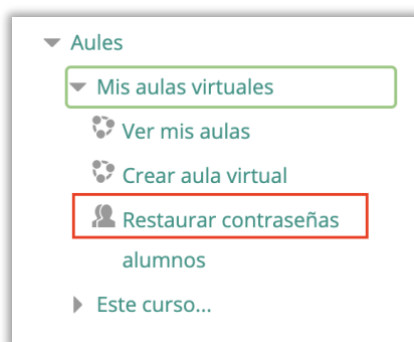 Aules
Mis aulas virtuales
Ver mis aulas
Crear aula virtual
Restaurar contraseñas
alumnos
Este curso...